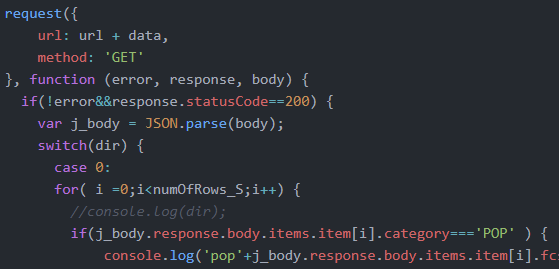 request({
    url: url + data,
    method: 'GET'
}, function (error, response, body) {
  if(!error&&response.statusCode==200) {
    var j_body = JSON.parse(body);
    switch(dir) {
      case 0:
      for( i =0;i<numOfRows_S;i++) {
        //console.log(dir);
        if(j_body.response.body.items.item[i].category==='POP' ) {
            console.log('pop'+j_body.response.body.items.item[i].fc